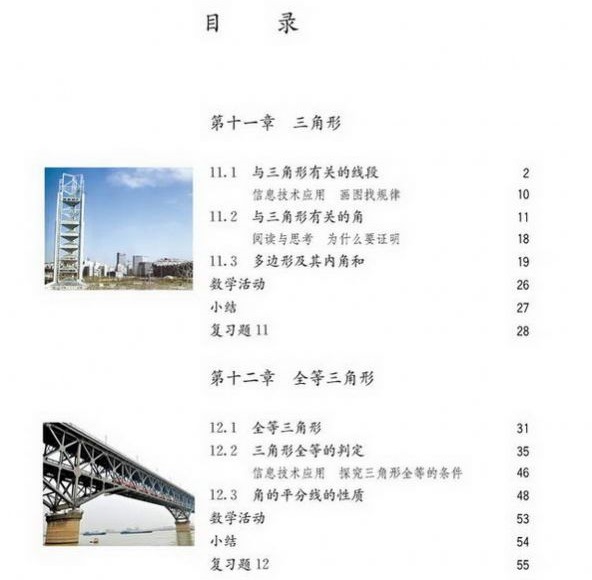 目 录
第十一章 三角形
11.1 与三角形有关的线段 2
信息技术应用 画图找规律 10
11.2 与三角形有关的角 11
阅读与思考 为什么要证明 18
11.3 多边形及其内角和 19
数学活动 26
小结 27
复习题11 28
第十二章 全等三角形
12.1 全等三角形 31
12.2 三角形全等的判定 35
信息技术应用 探究三角形全等的条件 46
12.3 角的平分线的性质 48
数学活动 53
小结 54
复习题12 55